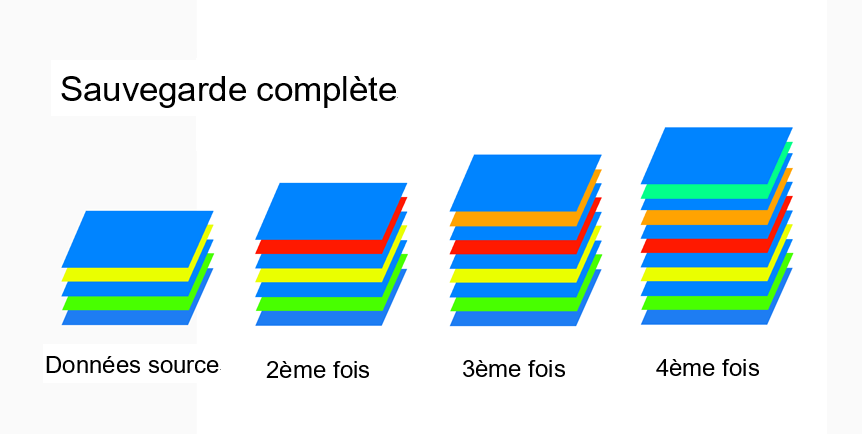 Sauvegarde complète
Données source
2ème fois
3ème fois
4ème fois